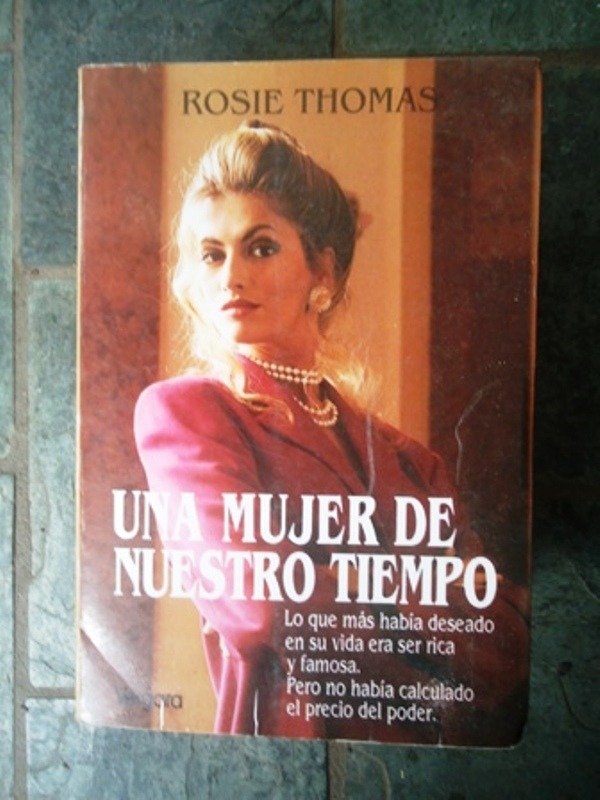 ROSIE THOMAS
UNA MUJER DE
NUESTRO TIEMPO
Lo que más había deseado
en su vida era ser rica
y famosa.
Pero no había calculado
el precio del poder.